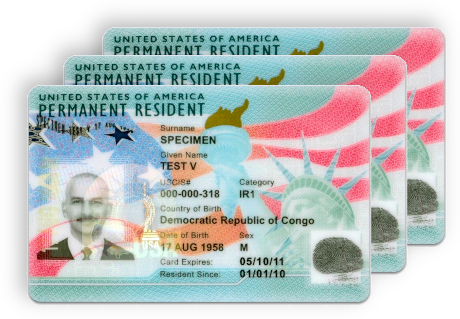 UNITED STATES OF AMERICA
PERMANENT RESIDENT
UNITED STATES OF AMERICA
PERMANENT RESIDENT
UNITED STATES OF AMERICA
PERMANENT RESIDENT
Surname
SPECIMEN
Given Name
TEST V
USCIS# Category
000-000-318 IR1
Country of Birth
Democratic Republic of Congo
Date of Birth Sex
17 AUG 1958 M
Card Expires: 05/10/11
Resident Since: 01/01/10